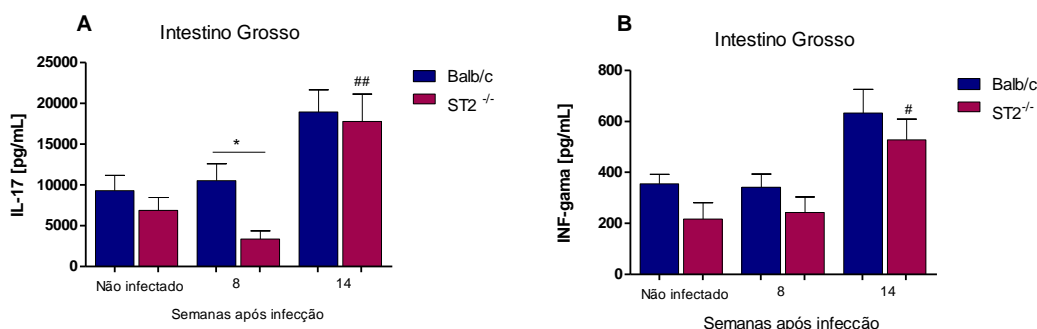 A
Intestino Grosso
25000
20000
15000
10000
5000
0
IL-17 [pg/mL]
*
##
Balb/c
ST2 -/-
Não infectado
8
14
Semanas após infecção
B
Intestino Grosso
800
600
400
200
0
INF-gama [pg/mL]
#
Balb/c
ST2-/-
Não infectado
8
14
Semanas após infecção